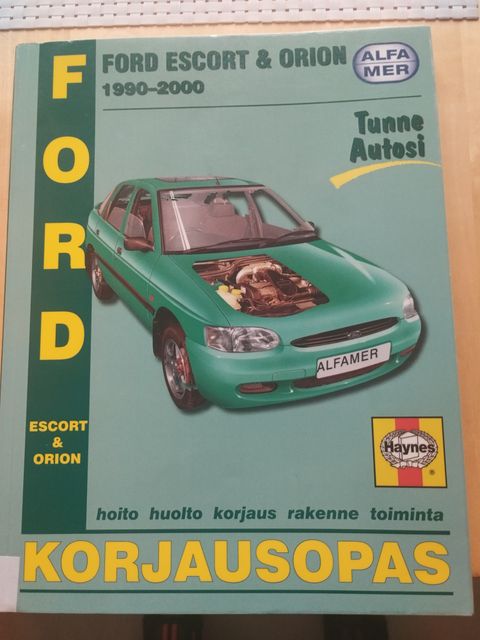 FORD
FORD ESCORT & ORION
1990-2000
ALFA
MER
Tunne
Autosi
ALFAMER
ESCORT
&
ORION
Haynes
®
hoito huolto korjaus rakenne toiminta
KORJAUSOPAS